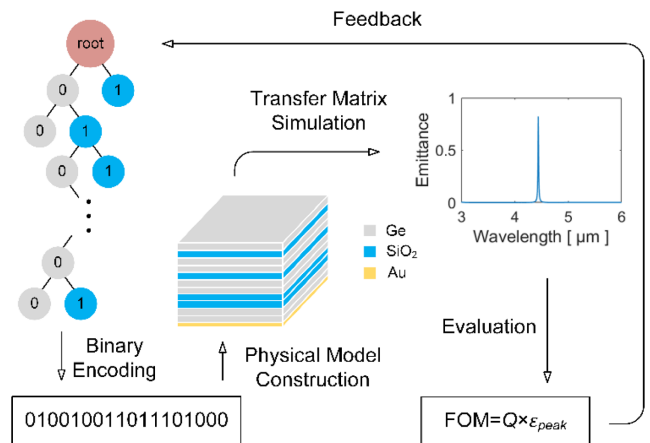 Feedback
root
0
1
0
1
0
1
0
0
1
Transfer Matrix
Simulation
Ge
SiO₂
Au
1
0.5
0
3
4
5
6
Emittance
Wavelength [ μm ]
Binary
Encoding
Physical Model
Construction
Evaluation
010010011011101000
FOM=Q×ε_peak